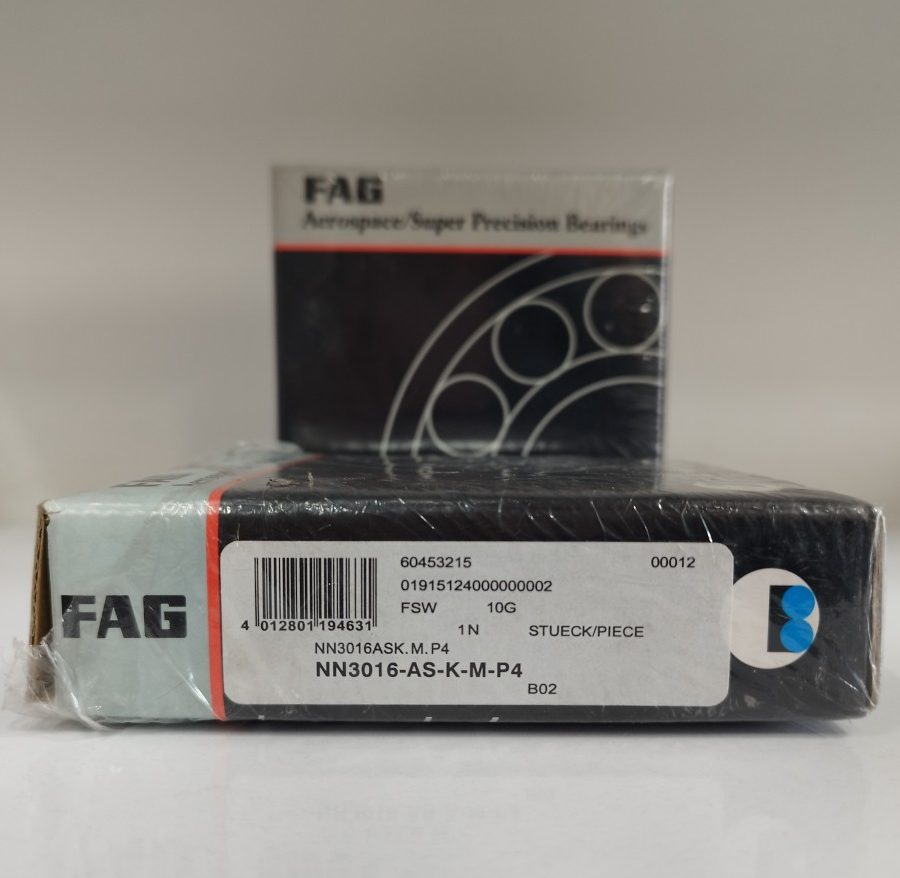 FAG
Aerospace/Super Precision Bearings
FAG
60453215 00012
01915124000000002
FSW 10G
4 012801 194631
1N STUECK/PIECE
NN3016ASK.M.P4
NN3016-AS-K-M-P4
B02
B